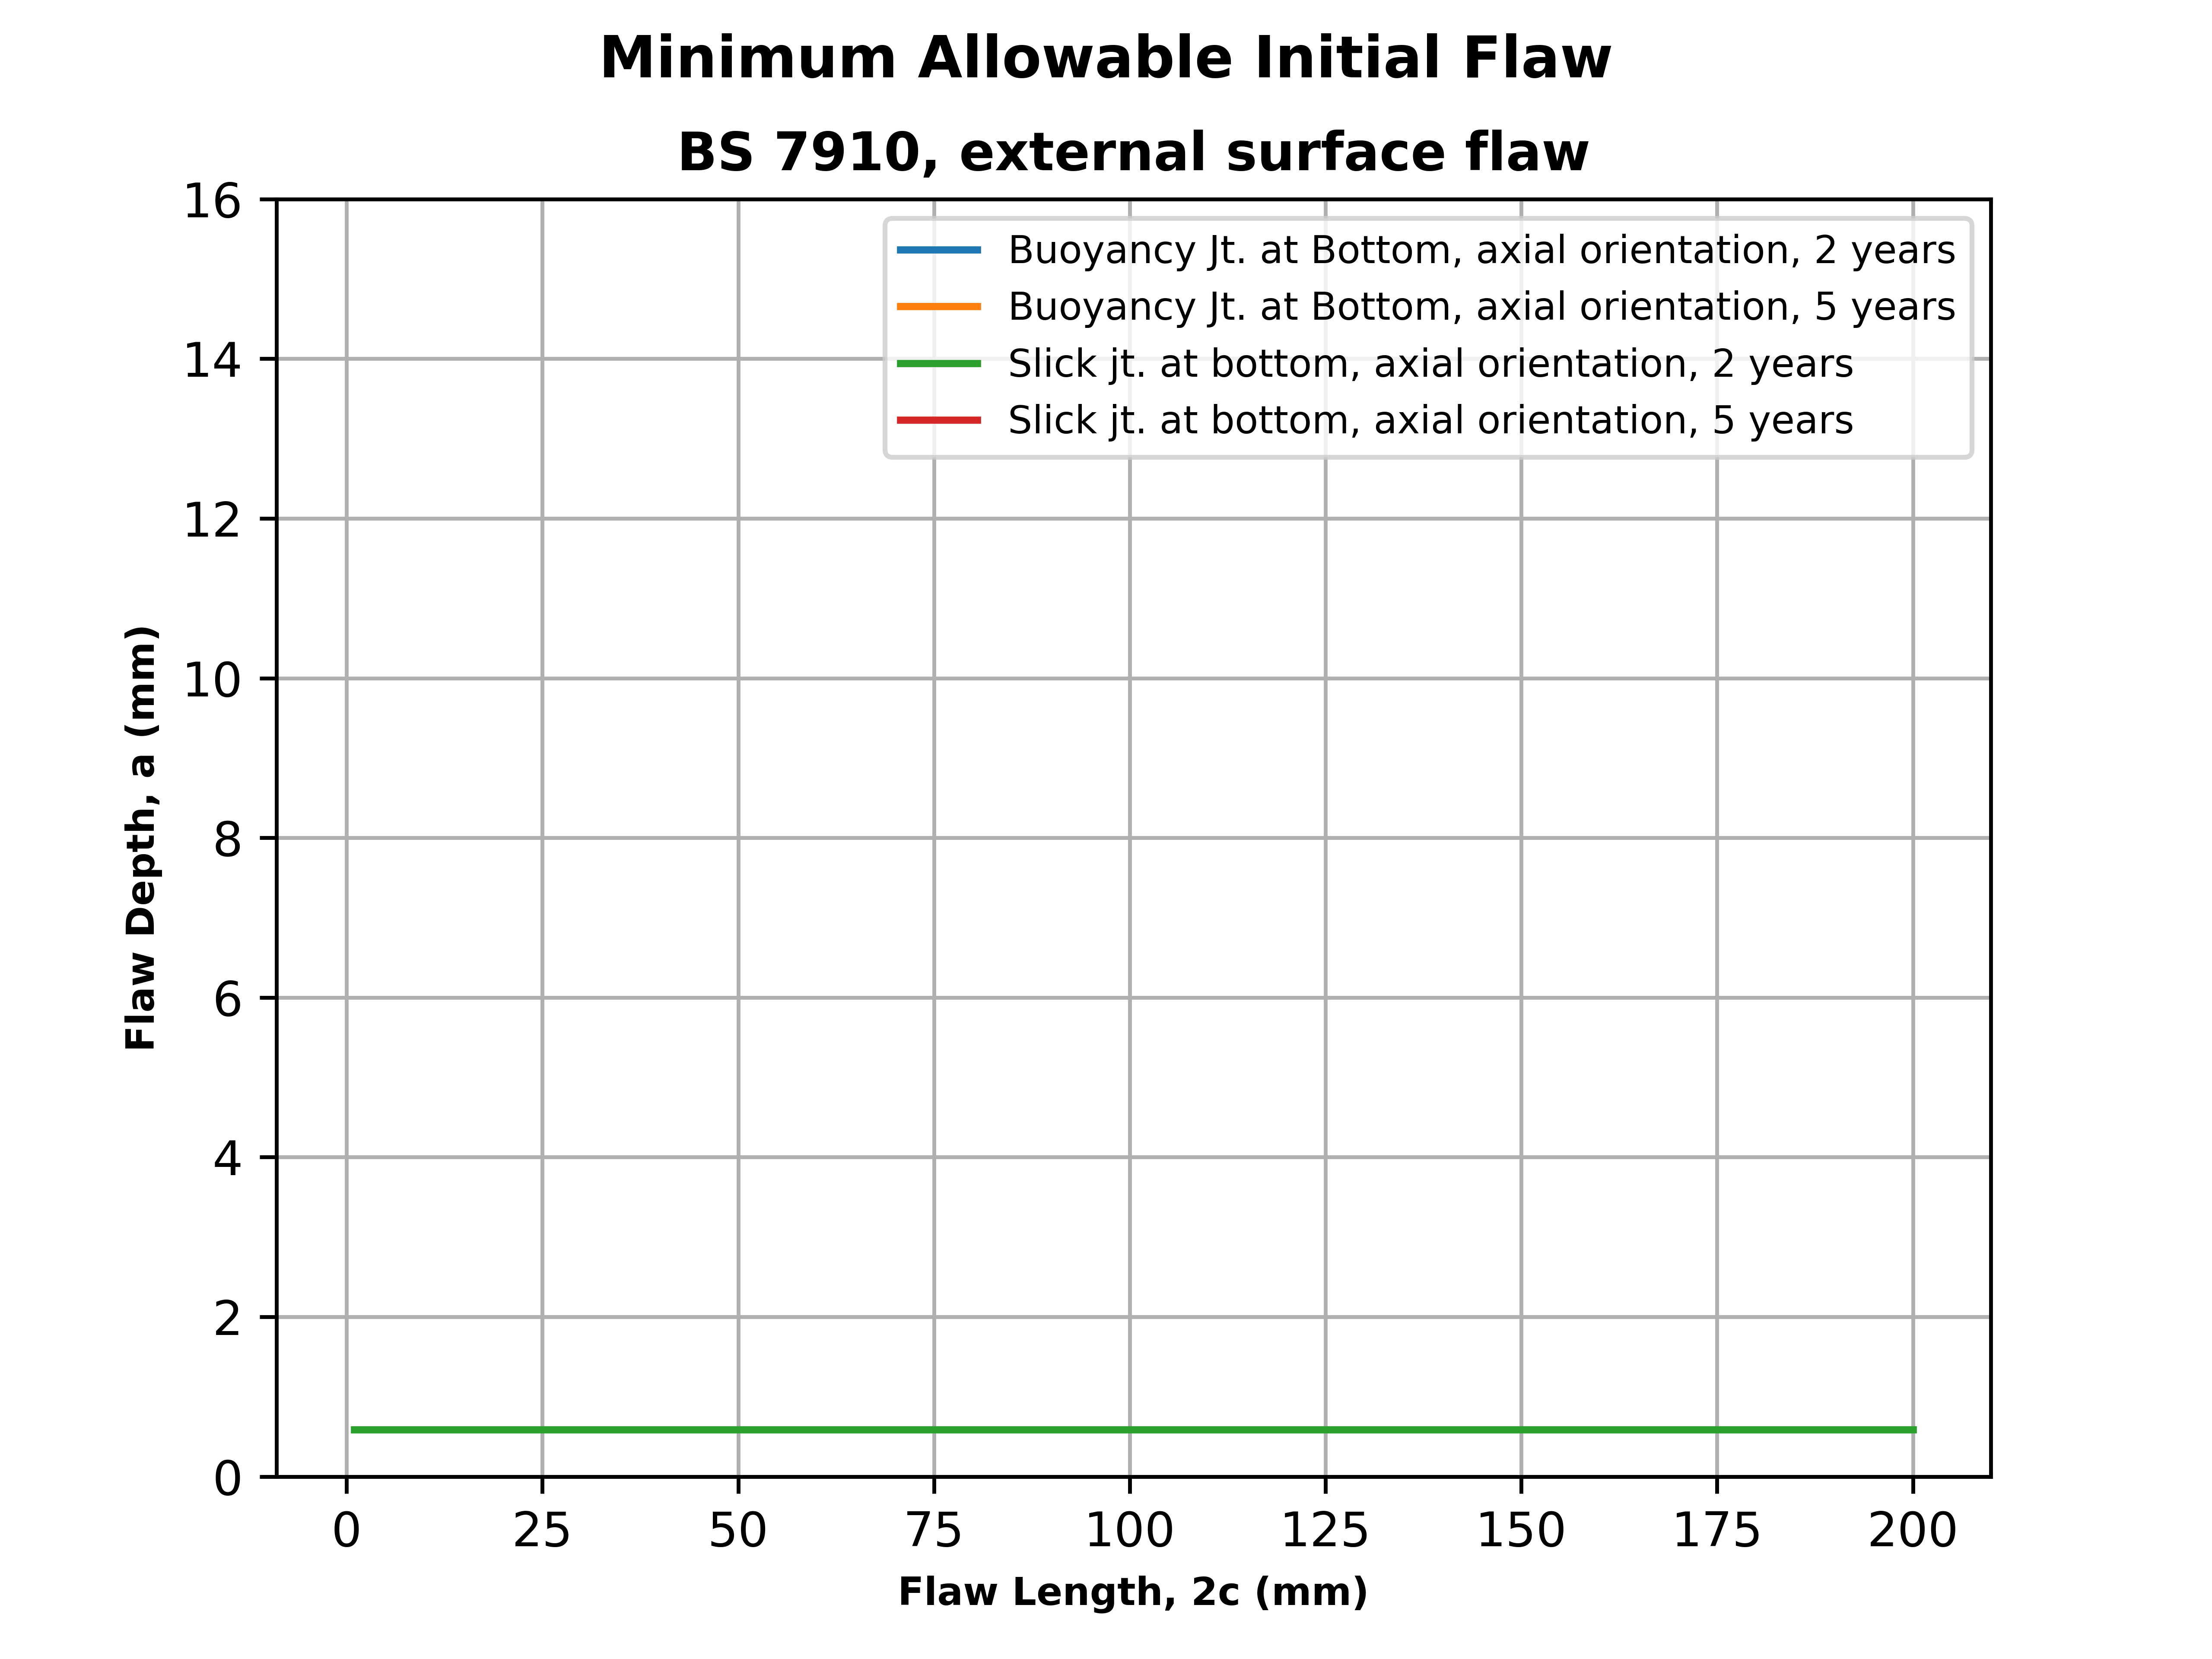 Minimum Allowable Initial Flaw
BS 7910, external surface flaw
16
14
12
10
8
6
4
2
0
Flaw Depth, a (mm)
Buoyancy Jt. at Bottom, axial orientation, 2 years
Buoyancy Jt. at Bottom, axial orientation, 5 years
Slick jt. at bottom, axial orientation, 2 years
Slick jt. at bottom, axial orientation, 5 years
0 25 50 75 100 125 150 175 200
Flaw Length, 2c (mm)